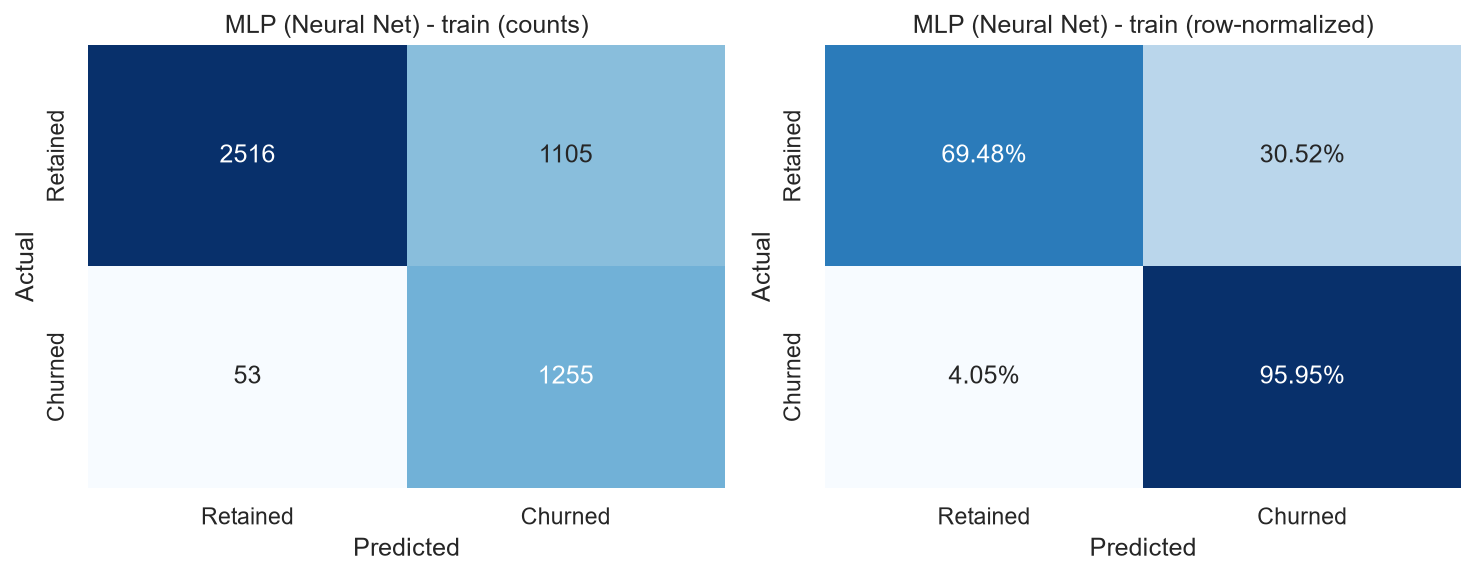 MLP (Neural Net) - train (counts)
Actual
Retained
Churned
2516
1105
53
1255
Retained
Churned
Predicted
MLP (Neural Net) - train (row-normalized)
Actual
Retained
Churned
69.48%
30.52%
4.05%
95.95%
Retained
Churned
Predicted